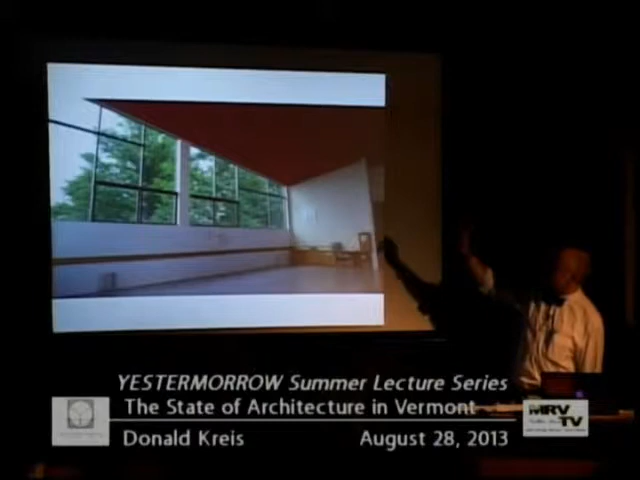 YESTERMORROW Summer Lecture Series
The State of Architecture in Vermont
Donald Kreis
August 28, 2013
MRV
TV